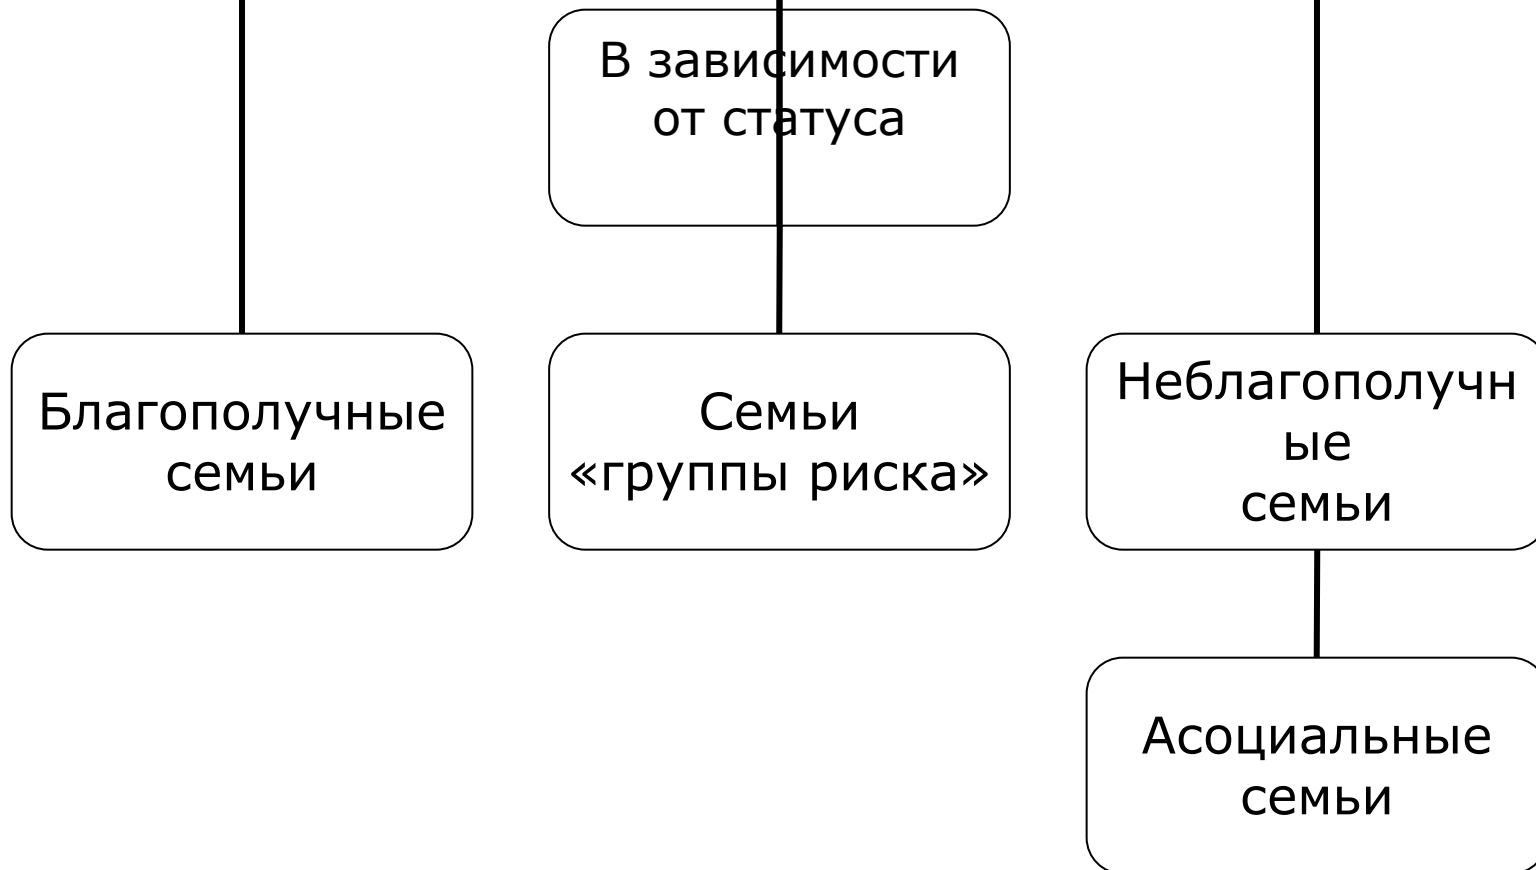 В зависимости
от статуса
Благополучные
семьи
Семьи
«группы риска»
Неблагополучн
ые
семьи
Асоциальные
семьи